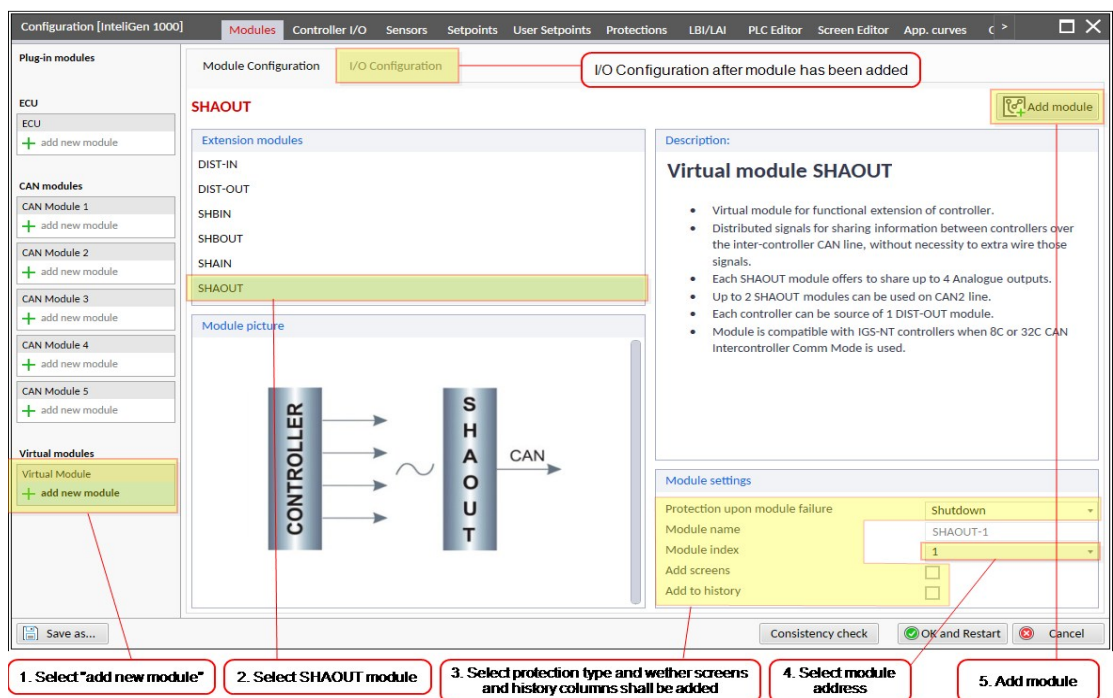 Configuration [InteliGen 1000]
Modules Controller I/O Sensors Setpoints User Setpoints Protections LBI/LAI PLC Editor Screen Editor App. curves
Plug-in modules
ECU
ECU
add new module
CAN modules
CAN Module 1
add new module
CAN Module 2
add new module
CAN Module 3
add new module
CAN Module 4
add new module
CAN Module 5
add new module
Virtual modules
Virtual Module
add new module
Module Configuration I/O Configuration
I/O Configuration after module has been added
SHAOUT
Add module
Extension modules
DIST-IN
DIST-OUT
SHBIN
SHBOUT
SHAIN
SHAOUT
Module picture
CONTROLLER
SHAOUT
CAN
Description:
Virtual module SHAOUT
• Virtual module for functional extension of controller.
• Distributed signals for sharing information between controllers over
the inter-controller CAN line, without necessity to extra wire those
signals.
• Each SHAOUT module offers to share up to 4 Analogue outputs.
• Up to 2 SHAOUT modules can be used on CAN2 line.
• Each controller can be source of 1 DIST-OUT module.
• Module is compatible with IGS-NT controllers when 8C or 32C CAN
Intercontroller Comm Mode is used.
Module settings
Protection upon module failure Shutdown
Module name SHAOUT-1
Module index 1
Add screens
Add to history
Save as...
Consistency check
OK and Restart
Cancel
1. Select "add new module"
2. Select SHAOUT module
3. Select protection type and wether screens
and history columns shall be added
4. Select module
address
5. Add module